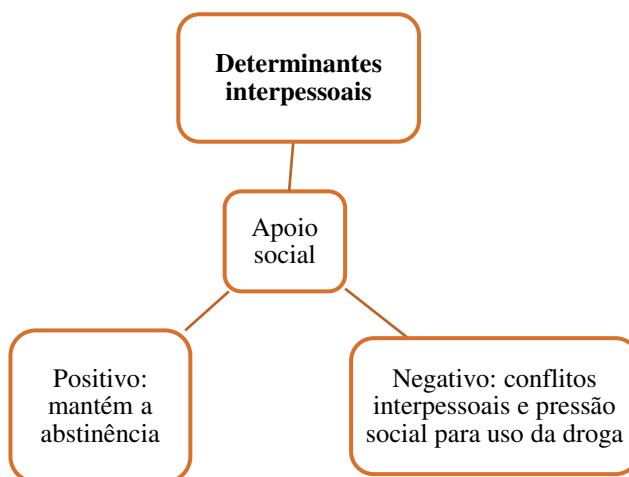 Determinantes
interpessoais
Apoio
social
Positivo:
mantém a
abstinência
Negativo: conflitos
interpessoais e pressão
social para uso da droga